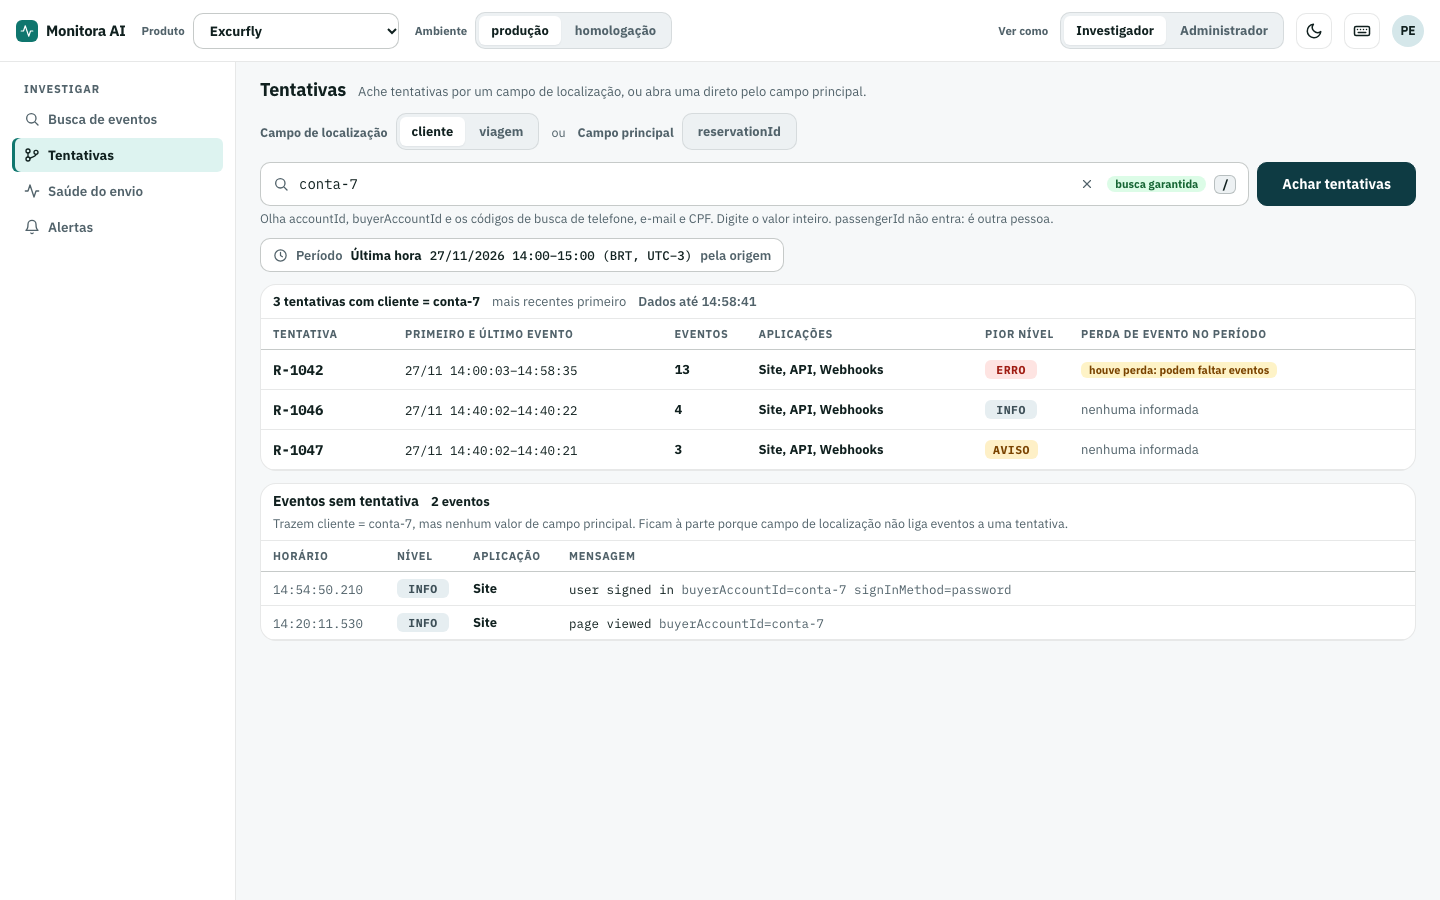 Monitora AI Produto Excurfly Ambiente produção homologação Ver como Investigador Administrador PE
INVESTIGAR
Busca de eventos
Tentativas
Saúde do envio
Alertas
Tentativas Ache tentativas por um campo de localização, ou abra uma direto pelo campo principal.
Campo de localização cliente viagem ou Campo principal reservationId
conta-7 × busca garantida / Achar tentativas
Olha accountId, buyerAccountId e os códigos de busca de telefone, e-mail e CPF. Digite o valor inteiro. passengerId não entra: é outra pessoa.
Período Última hora 27/11/2026 14:00–15:00 (BRT, UTC−3) pela origem
3 tentativas com cliente = conta-7 mais recentes primeiro Dados até 14:58:41
TENTATIVA PRIMEIRO E ÚLTIMO EVENTO EVENTOS APLICAÇÕES PIOR NÍVEL PERDA DE EVENTO NO PERÍODO
R-1042 27/11 14:00:03–14:58:35 13 Site, API, Webhooks ERRO houve perda: podem faltar eventos
R-1046 27/11 14:40:02–14:40:22 4 Site, API, Webhooks INFO nenhuma informada
R-1047 27/11 14:40:02–14:40:21 3 Site, API, Webhooks AVISO nenhuma informada
Eventos sem tentativa 2 eventos
Trazem cliente = conta-7, mas nenhum valor de campo principal. Ficam à parte porque campo de localização não liga eventos a uma tentativa.
HORÁRIO NÍVEL APLICAÇÃO MENSAGEM
14:54:50.210 INFO Site user signed in buyerAccountId=conta-7 signInMethod=password
14:20:11.530 INFO Site page viewed buyerAccountId=conta-7